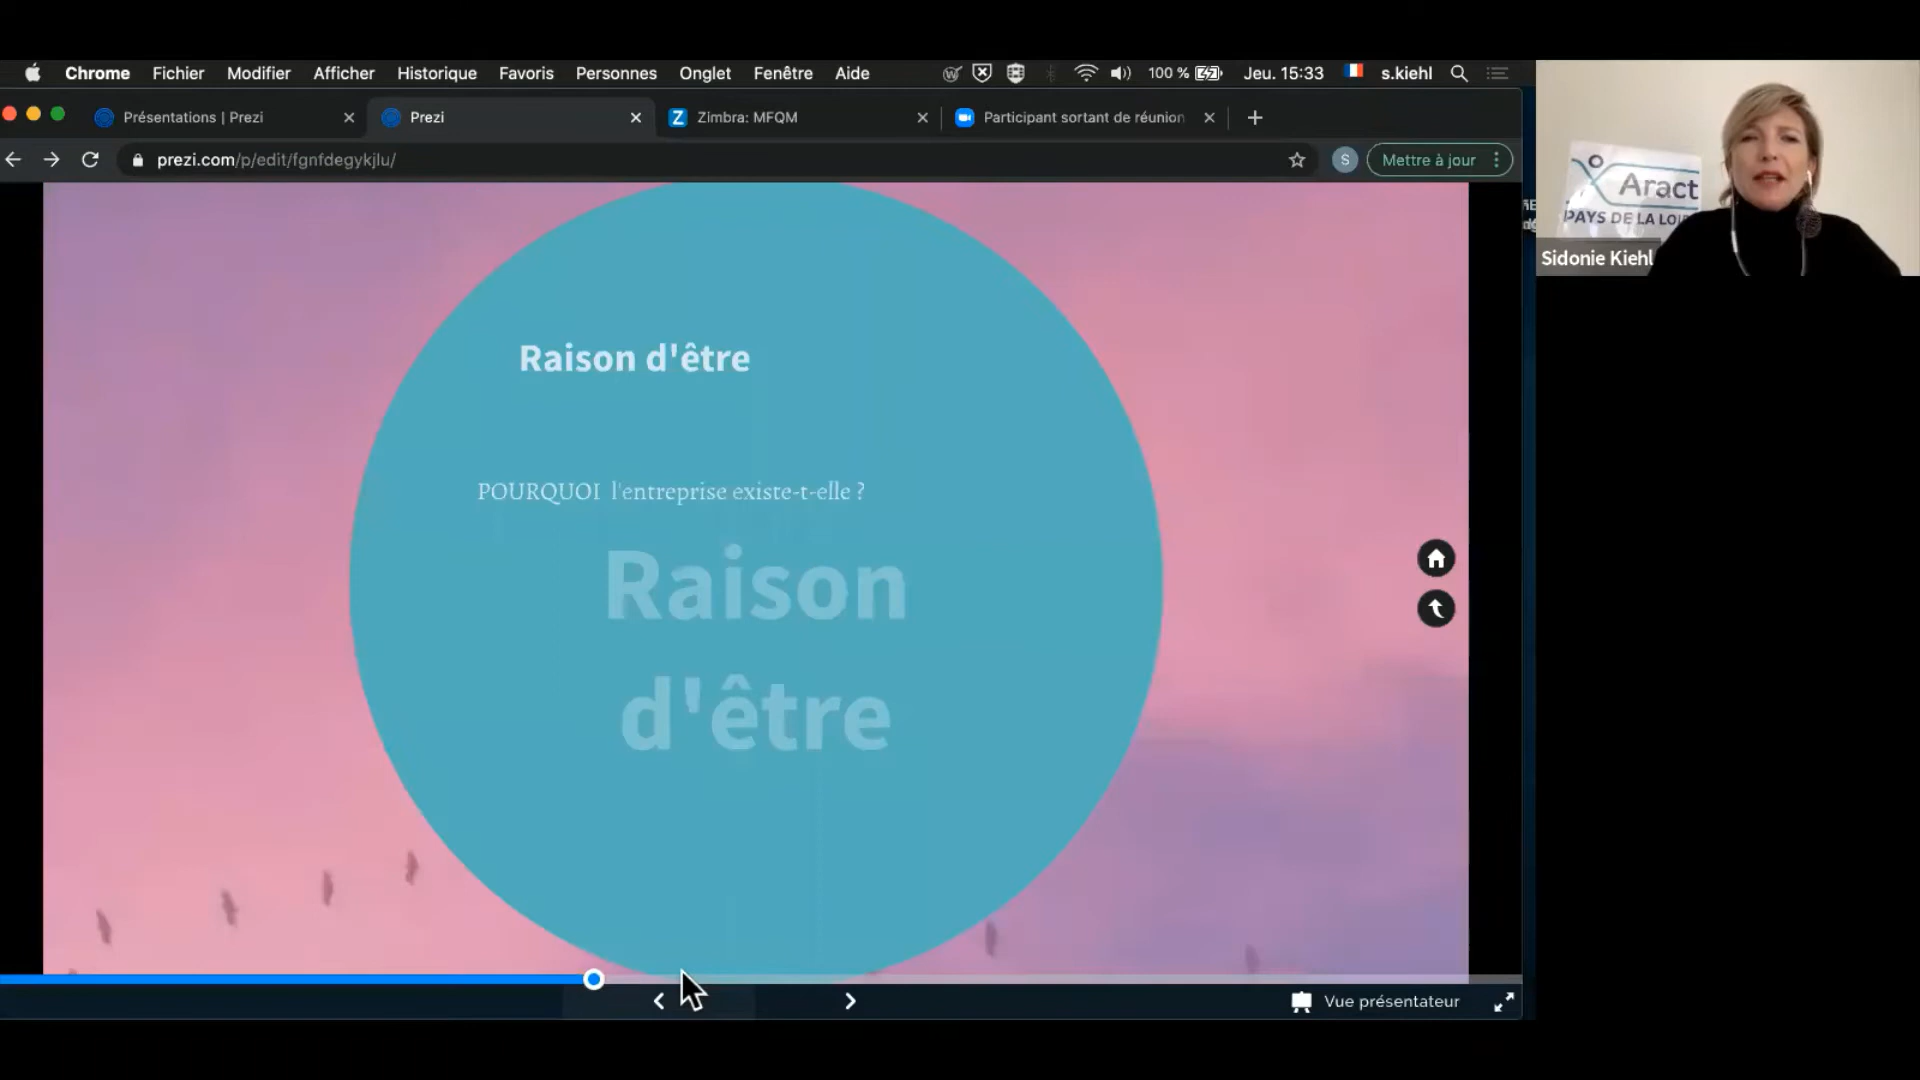 Chrome Fichier Modifier Afficher Historique Favoris Personnes Onglet Fenêtre Aide 100 % Jeu. 15:33 s.kiehl
Présentations | Prezi Prezi Zimbra: MFQM Participant sortant de réunion
prezi.com/p/edit/fgnfdegykjlu/ S Mettre à jour
Aract
PAYS DE LA LOI
Sidonie Kiehl
Raison d'être
POURQUOI l'entreprise existe-t-elle ?
Raison
d'être
Vue présentateur